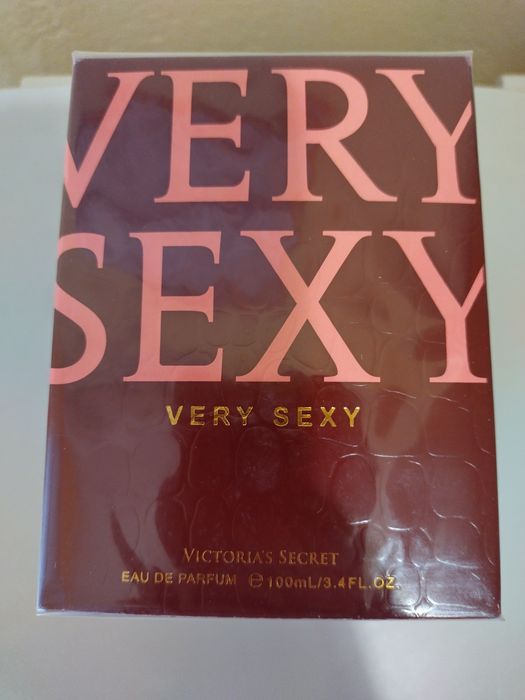 VERY
SEXY
VERY SEXY
VICTORIA'S SECRET
EAU DE PARFUM ℮100mL/3.4FL.OZ.